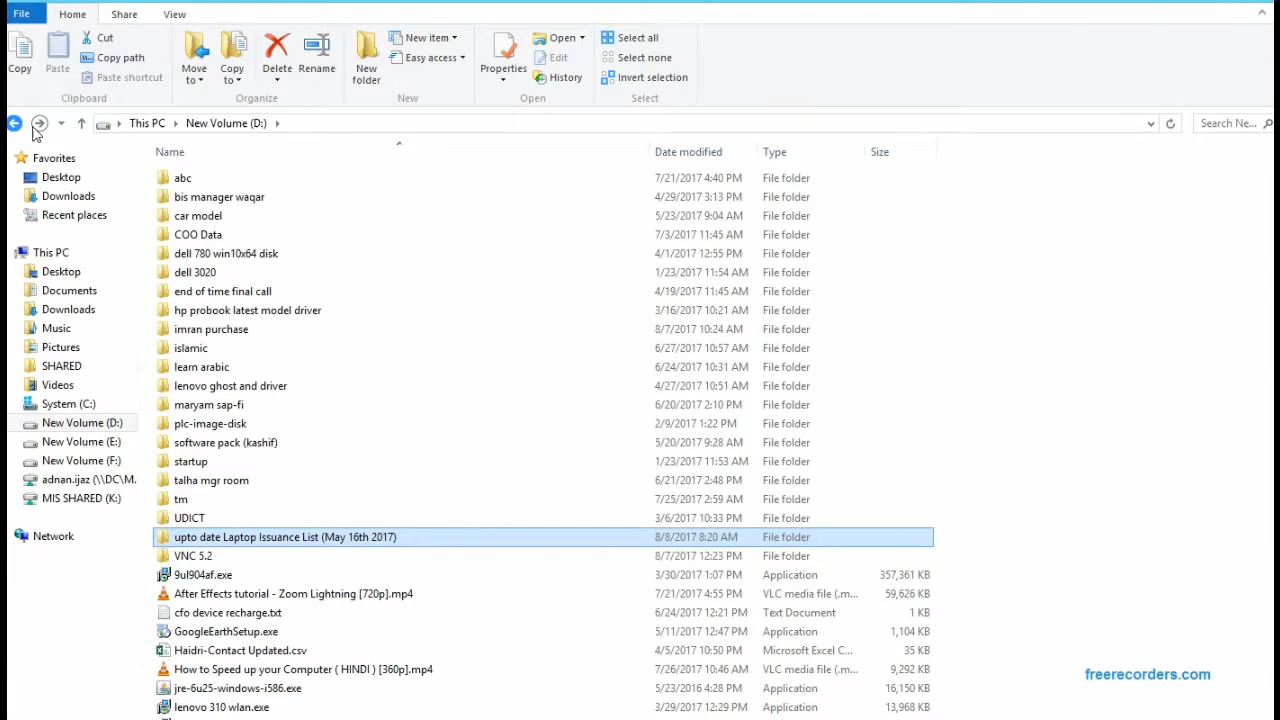 File Home Share View
Cut
Copy path
Paste shortcut
Copy Paste
Clipboard
Move to Copy to Delete Rename
Organize
New folder
New item
Easy access
New
Properties
Open
Edit
History
Open
Select all
Select none
Invert selection
Select
This PC New Volume (D:) Search Ne...
Name Date modified Type Size
Favorites
Desktop
Downloads
Recent places
This PC
Desktop
Documents
Downloads
Music
Pictures
SHARED
Videos
System (C:)
New Volume (D:)
New Volume (E:)
New Volume (F:)
adnan.ijaz (\\DC\M.
MIS SHARED (K:)
Network
abc 7/21/2017 4:40 PM File folder
bis manager waqar 4/29/2017 3:13 PM File folder
car model 5/23/2017 9:04 AM File folder
COO Data 7/3/2017 11:45 AM File folder
dell 780 win10x64 disk 4/1/2017 12:55 PM File folder
dell 3020 1/23/2017 11:54 AM File folder
end of time final call 4/19/2017 11:45 AM File folder
hp probook latest model driver 3/16/2017 10:21 AM File folder
imran purchase 8/7/2017 10:24 AM File folder
islamic 6/27/2017 10:57 AM File folder
learn arabic 6/24/2017 10:31 AM File folder
lenovo ghost and driver 4/27/2017 10:51 AM File folder
maryam sap-fi 6/20/2017 2:10 PM File folder
plc-image-disk 2/9/2017 1:22 PM File folder
software pack (kashif) 5/20/2017 9:28 AM File folder
startup 1/23/2017 11:53 AM File folder
talha mgr room 6/21/2017 2:48 PM File folder
tm 7/25/2017 2:59 AM File folder
UDICT 3/6/2017 10:33 PM File folder
upto date Laptop Issuance List (May 16th 2017) 8/8/2017 8:20 AM File folder
VNC 5.2 8/7/2017 12:23 PM File folder
9ul904af.exe 3/30/2017 1:07 PM Application 357,361 KB
After Effects tutorial - Zoom Lightning [720p].mp4 7/21/2017 4:55 PM VLC media file (.m... 59,626 KB
cfo device recharge.txt 6/24/2017 12:21 PM Text Document 1 KB
GoogleEarthSetup.exe 5/11/2017 12:47 PM Application 1,104 KB
Haidri-Contact Updated.csv 4/5/2017 10:50 PM Microsoft Excel C... 35 KB
How to Speed up your Computer ( HINDI ) [360p].mp4 7/26/2017 10:46 AM VLC media file (.m... 9,292 KB
jre-6u25-windows-i586.exe 5/23/2016 4:28 PM Application 16,150 KB
lenovo 310 wlan.exe 3/29/2017 12:29 PM Application 13,968 KB
freerecorders.com